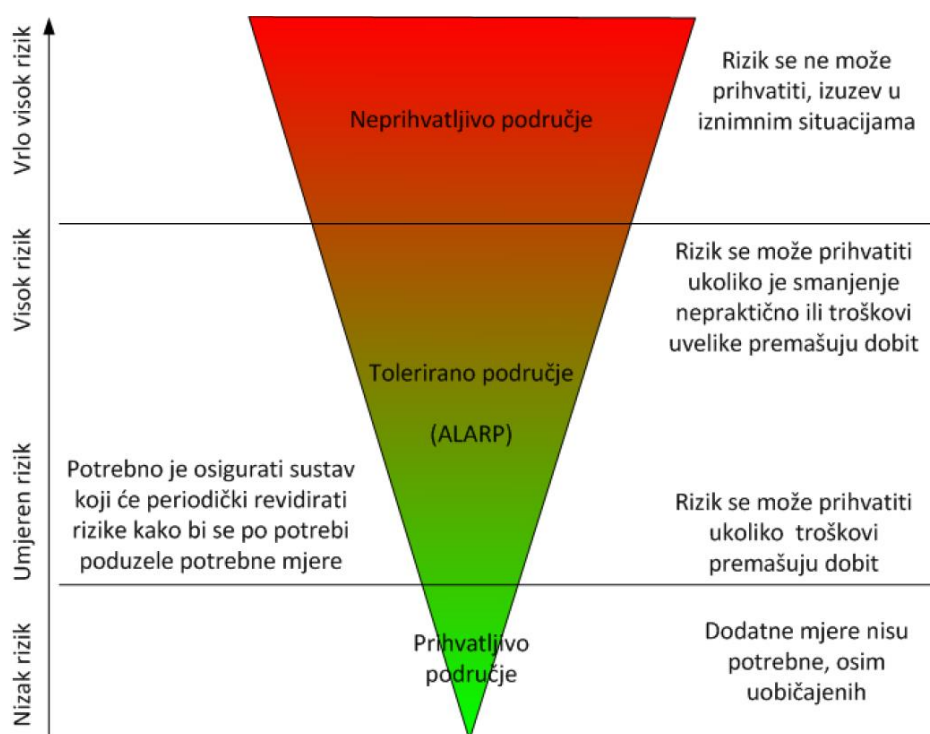 Vrlo visok rizik
Neprihvatljivo područje
Rizik se ne može
prihvatiti, izuzev u
iznimnim situacijama
Visok rizik
Rizik se može prihvatiti
ukoliko je smanjenje
nepraktično ili troškovi
uvelike premašuju dobit
Tolerirano područje
(ALARP)
Umjeren rizik
Potrebno je osigurati sustav
koji će periodički revidirati
rizike kako bi se po potrebi
poduzele potrebne mjere
Rizik se može prihvatiti
ukoliko troškovi
premašuju dobit
Nizak rizik
Prihvatljivo
područje
Dodatne mjere nisu
potrebne, osim
uobičajenih